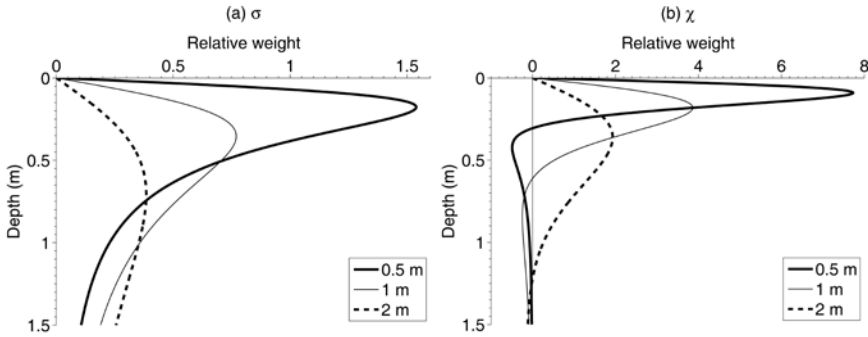 (a) σ
Relative weight
0 0.5 1 1.5
0
0.5
1
1.5
Depth (m)
0.5 m
1 m
2 m
(b) χ
Relative weight
0 2 4 6 8
0
0.5
1
1.5
Depth (m)
0.5 m
1 m
2 m